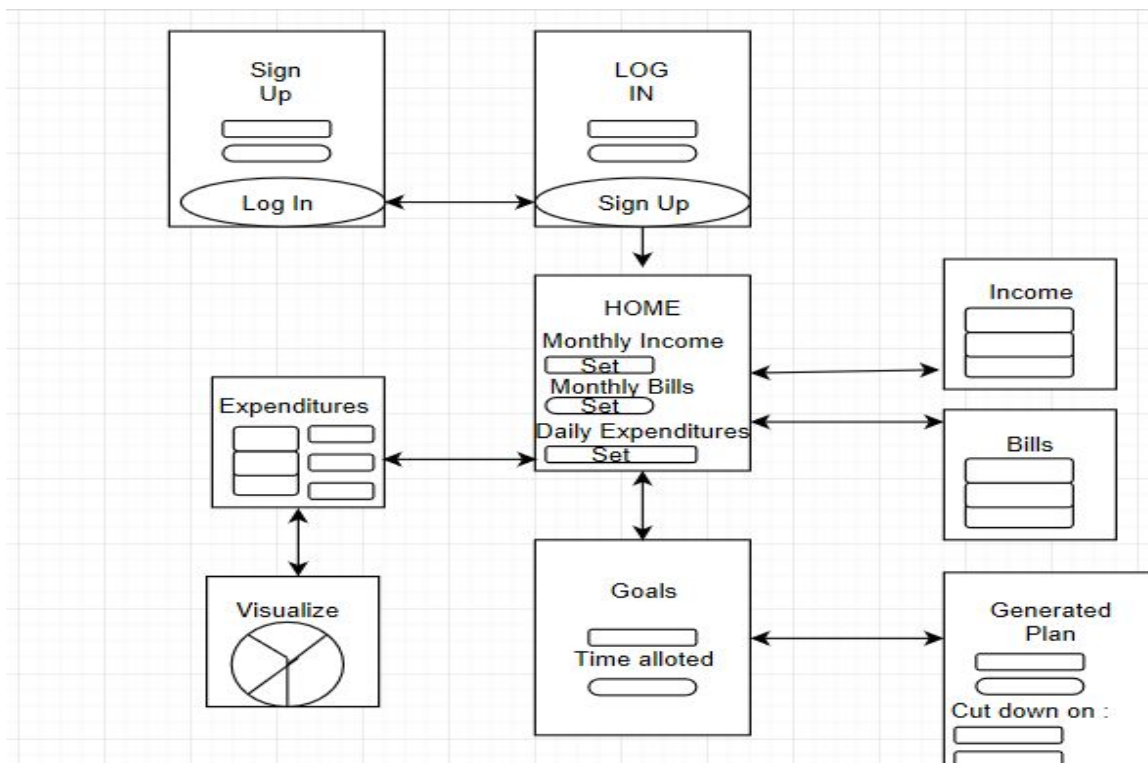 Sign
Up
Log In
LOG
IN
Sign Up
HOME
Monthly Income
Set
Monthly Bills
Set
Daily Expenditures
Set
Income
Bills
Expenditures
Visualize
Goals
Time alloted
Generated
Plan
Cut down on :